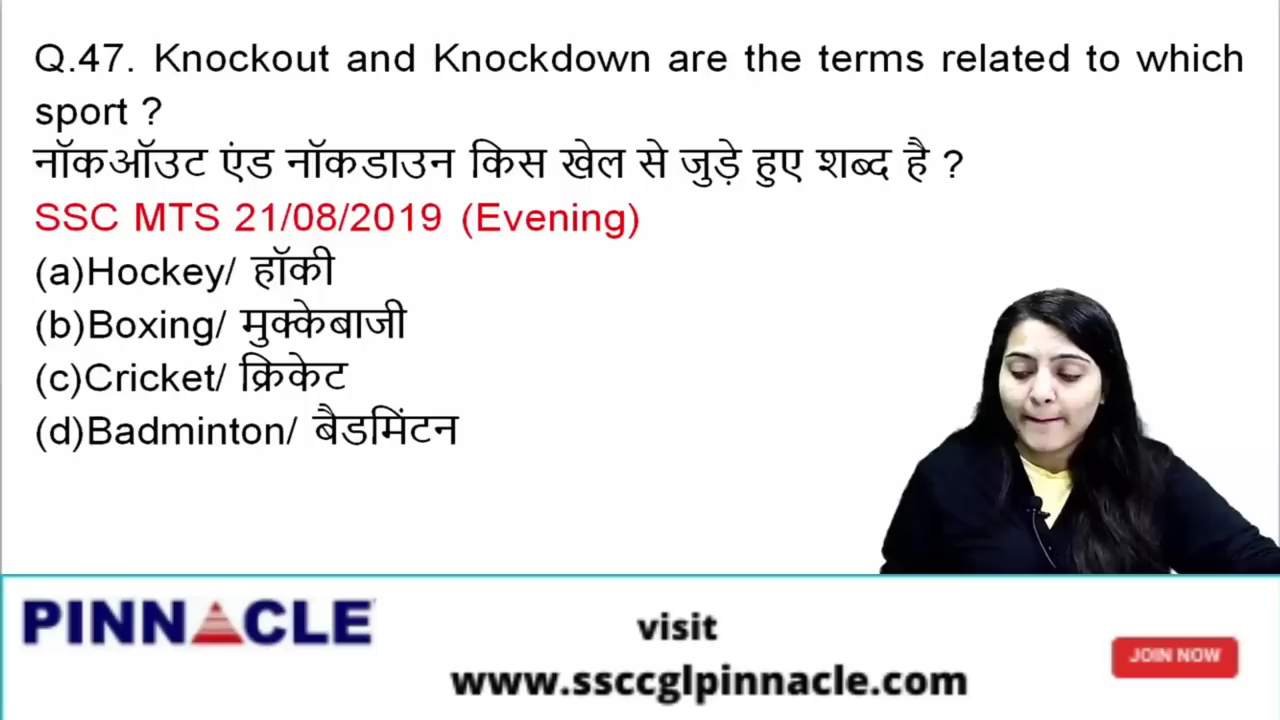 Q.47. Knockout and Knockdown are the terms related to which
sport ?
नॉकऑउट एंड नॉकडाउन किस खेल से जुड़े हुए शब्द है ?
SSC MTS 21/08/2019 (Evening)
(a)Hockey/ हॉकी
(b)Boxing/ मुक्केबाजी
(c)Cricket/ क्रिकेट
(d)Badminton/ बैडमिंटन
PINNACLE
visit
www.ssccglpinnacle.com
JOIN NOW